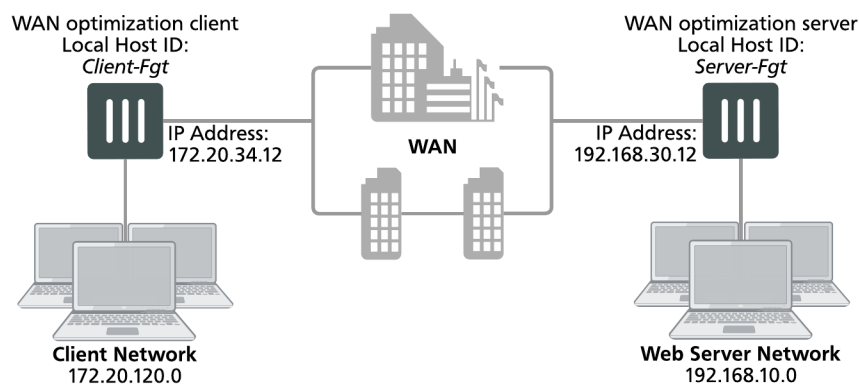 WAN optimization client
Local Host ID:
Client-Fgt
IP Address:
172.20.34.12
Client Network
172.20.120.0
WAN
WAN optimization server
Local Host ID:
Server-Fgt
IP Address:
192.168.30.12
Web Server Network
192.168.10.0